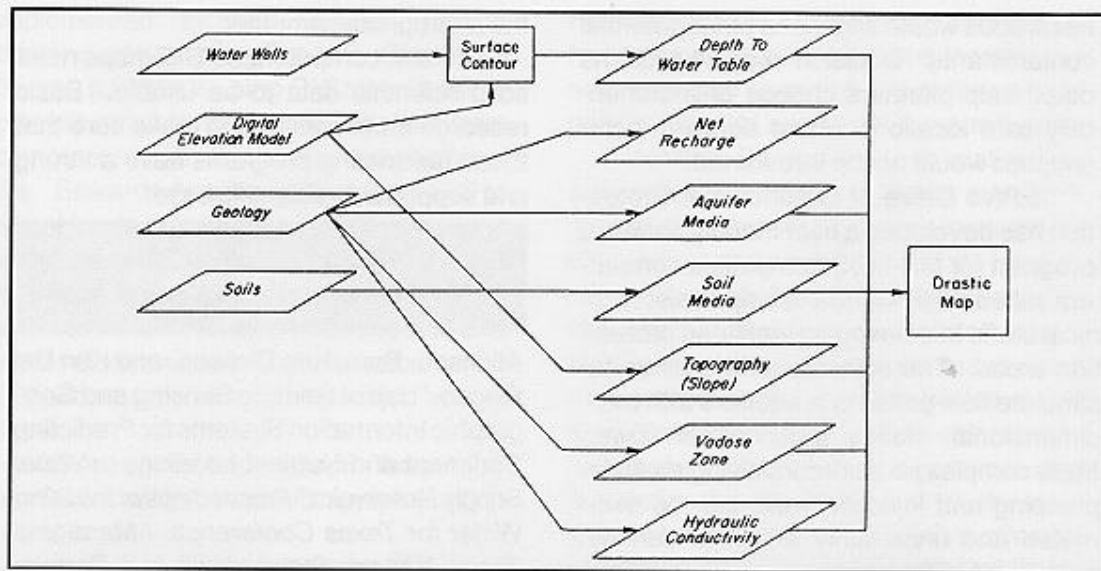 Water Wells
Surface
Contour
Depth To
Water Table
Digital
Elevation Model
Net
Recharge
Geology
Aquifer
Media
Soils
Soil
Media
Drastic
Map
Topography
(Slope)
Vadose
Zone
Hydraulic
Conductivity